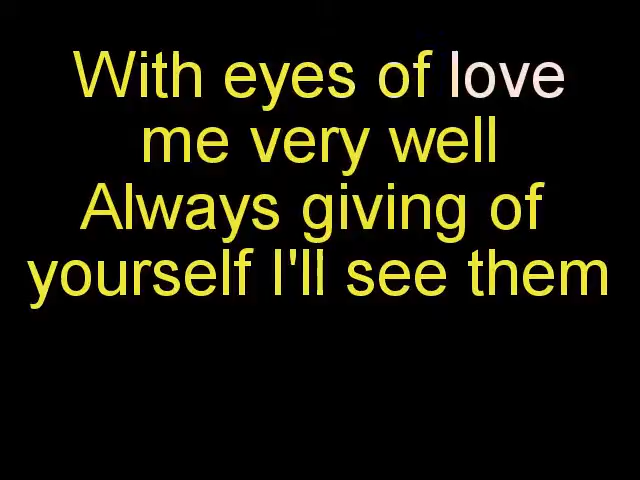 With eyes of love
me very well
Always giving of
yourself I'll see them